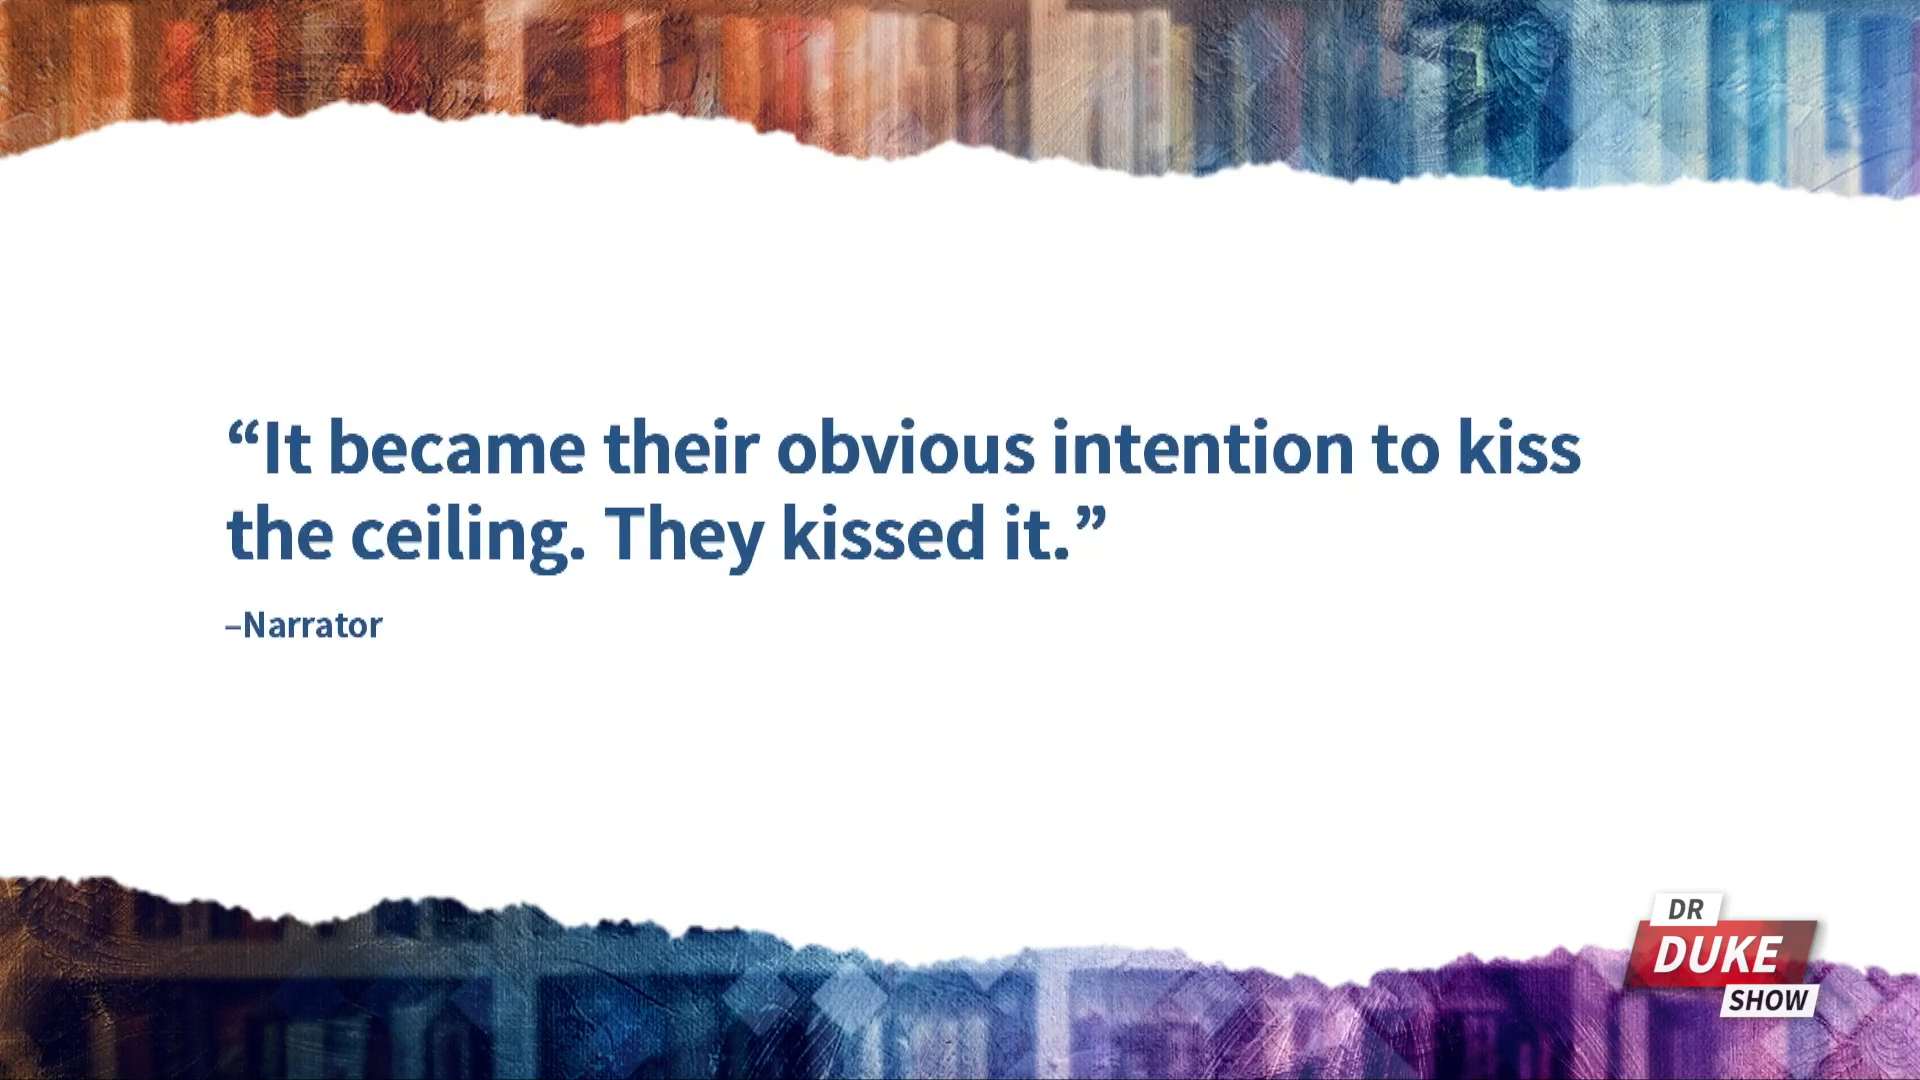 “It became their obvious intention to kiss
the ceiling. They kissed it.”
–Narrator
DR
DUKE
SHOW